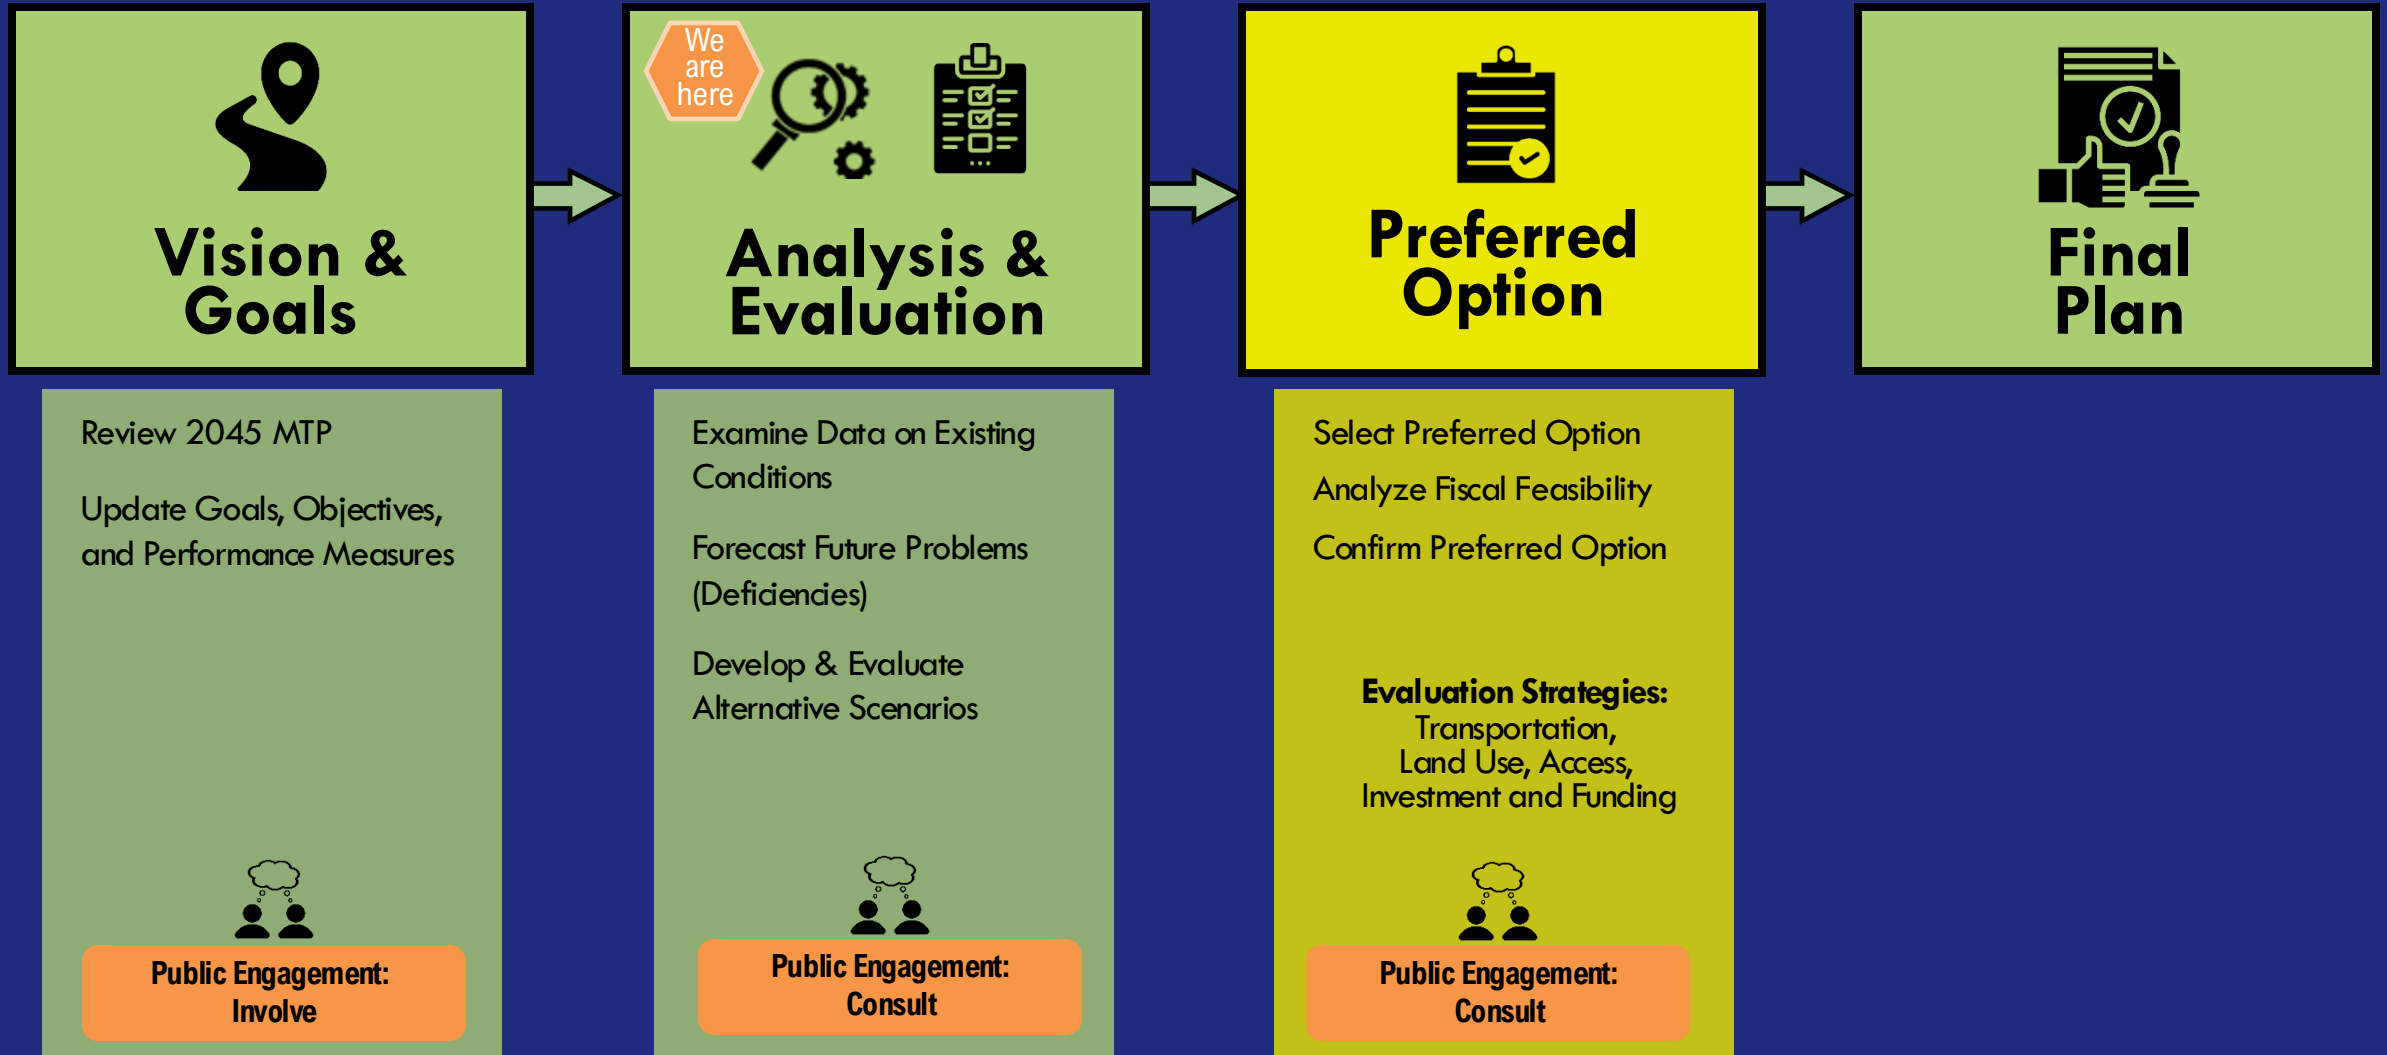 Vision &
Goals
We
are
here
Analysis &
Evaluation
Preferred
Option
Final
Plan
Review 2045 MTP
Update Goals, Objectives,
and Performance Measures
Public Engagement:
Involve
Examine Data on Existing
Conditions
Forecast Future Problems
(Deficiencies)
Develop & Evaluate
Alternative Scenarios
Public Engagement:
Consult
Select Preferred Option
Analyze Fiscal Feasibility
Confirm Preferred Option
Evaluation Strategies:
Transportation,
Land Use, Access,
Investment and Funding
Public Engagement:
Consult